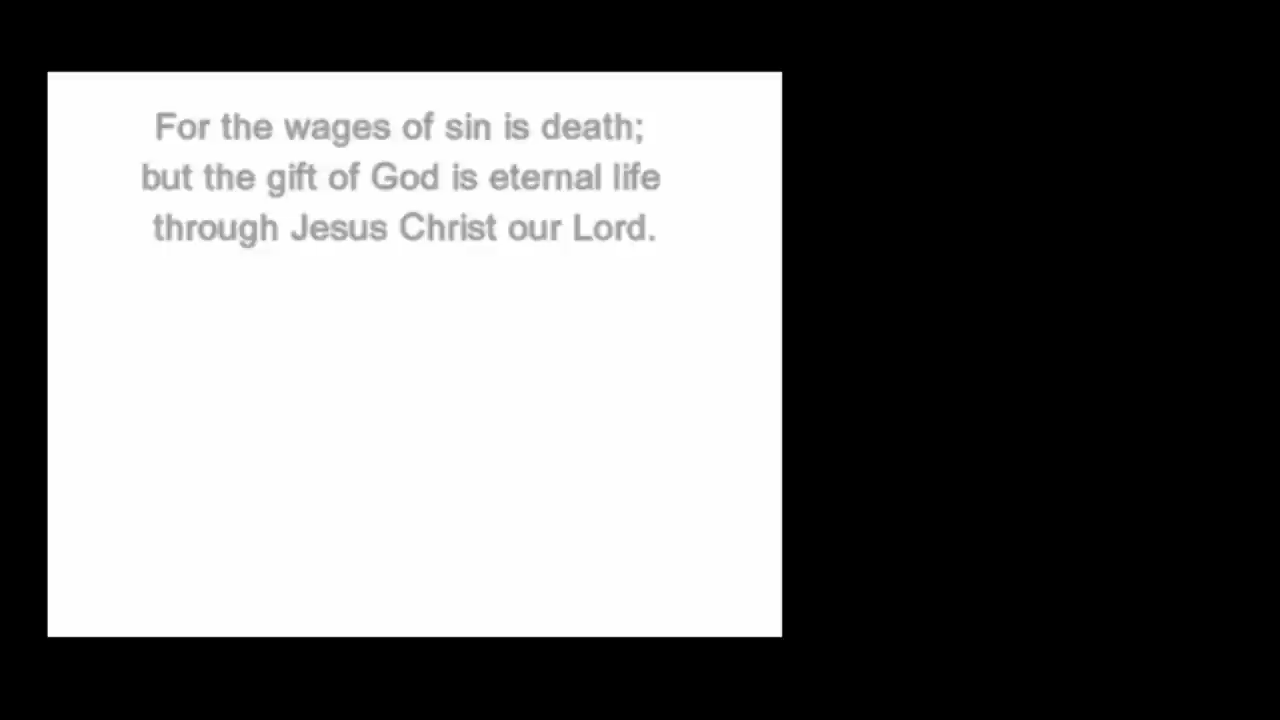 For the wages of sin is death;
but the gift of God is eternal life
through Jesus Christ our Lord.